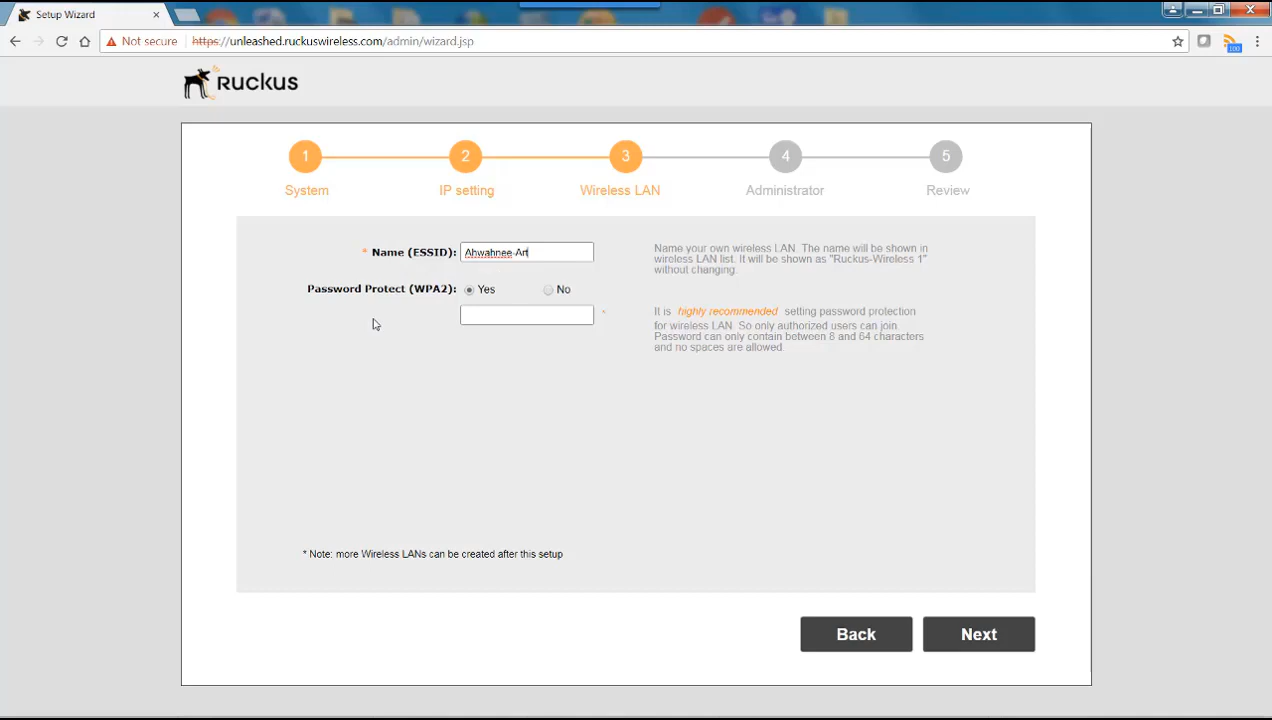 Setup Wizard
Not secure https://unleashed.ruckuswireless.com/admin/wizard.jsp
100
Ruckus
1 2 3 4 5
System IP setting Wireless LAN Administrator Review
* Name (ESSID): Ahwahnee-Art
Name your own wireless LAN. The name will be shown in
wireless LAN list. It will be shown as "Ruckus-Wireless 1"
without changing.
Password Protect (WPA2): Yes No
*
It is highly recommended setting password protection
for wireless LAN. So only authorized users can join.
Password can only contain between 8 and 64 characters
and no spaces are allowed.
* Note: more Wireless LANs can be created after this setup
Back Next